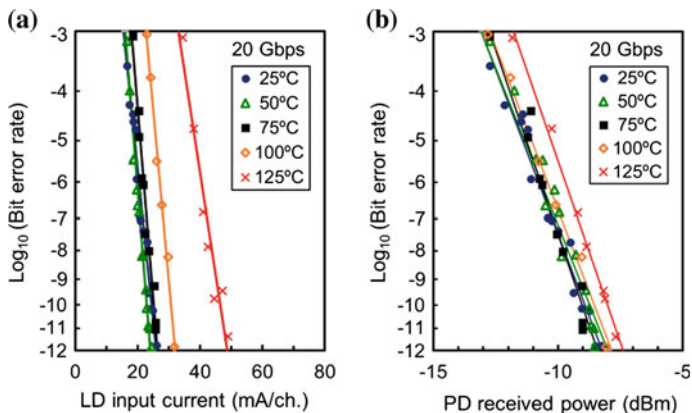 (a)
Log10 (Bit error rate)
-3
-4
-5
-6
-7
-8
-9
-10
-11
-12
20 Gbps
25ºC
50ºC
75ºC
100ºC
125ºC
0
20
40
60
80
LD input current (mA/ch.)
(b)
Log10 (Bit error rate)
-3
-4
-5
-6
-7
-8
-9
-10
-11
-12
20 Gbps
25ºC
50ºC
75ºC
100ºC
125ºC
-15
-10
-5
PD received power (dBm)